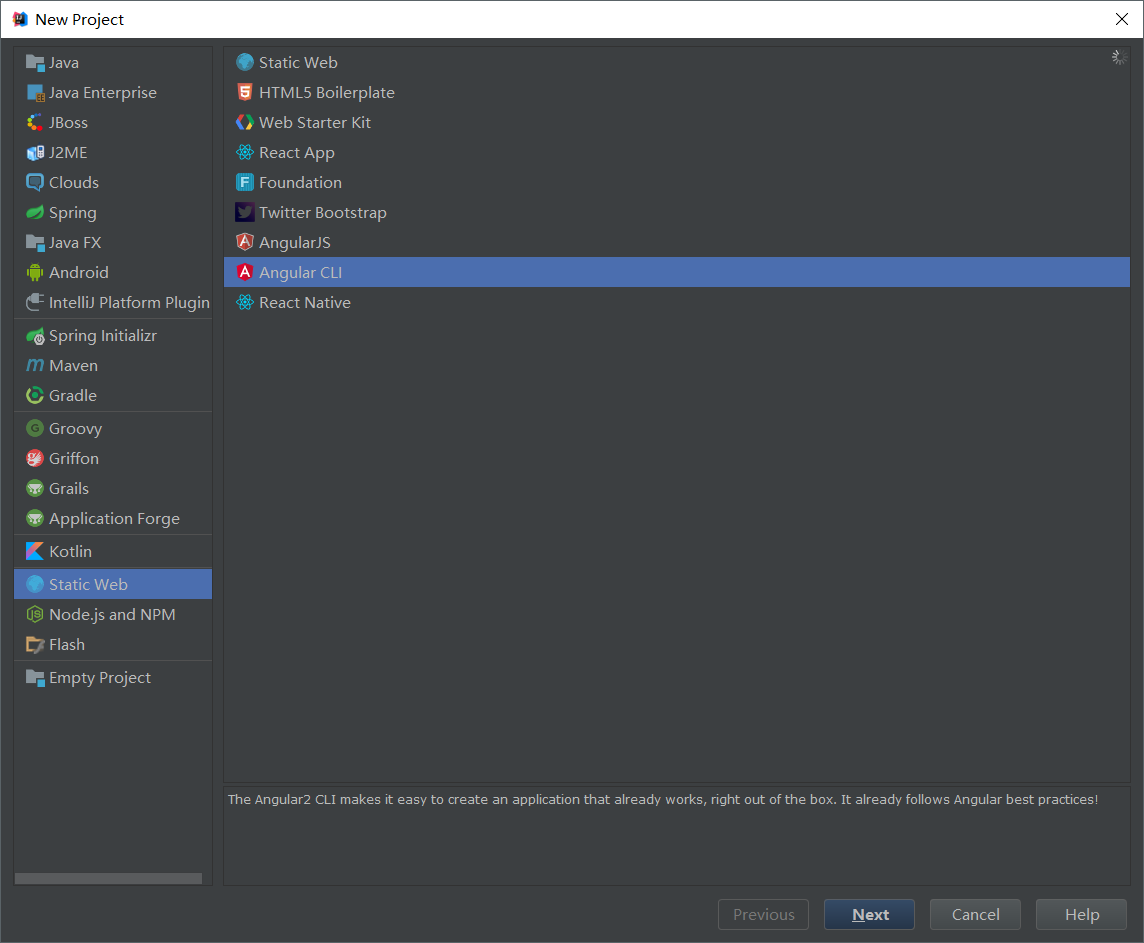 New Project
Java
Java Enterprise
JBoss
J2ME
Clouds
Spring
Java FX
Android
IntelliJ Platform Plugin
Spring Initializr
Maven
Gradle
Groovy
Griffon
Grails
Application Forge
Kotlin
Static Web
Node.js and NPM
Flash
Empty Project
Static Web
HTML5 Boilerplate
Web Starter Kit
React App
Foundation
Twitter Bootstrap
AngularJS
Angular CLI
React Native
The Angular2 CLI makes it easy to create an application that already works, right out of the box. It already follows Angular best practices!
Previous
Next
Cancel
Help